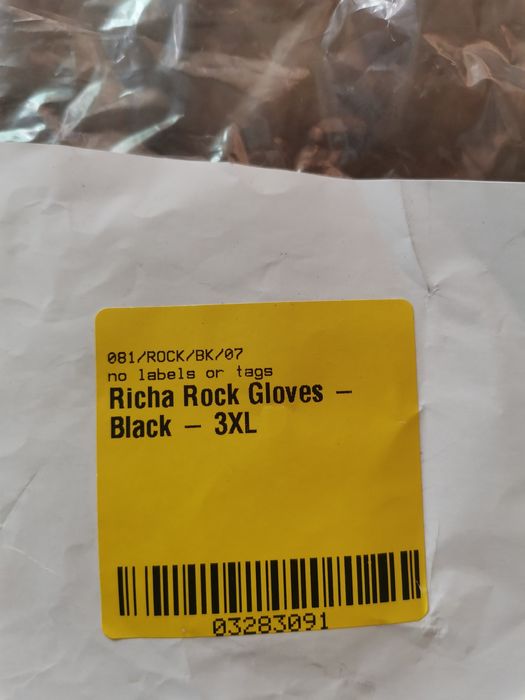 081/ROCK/BK/07
no labels or tags
Richa Rock Gloves –
Black – 3XL
03283091